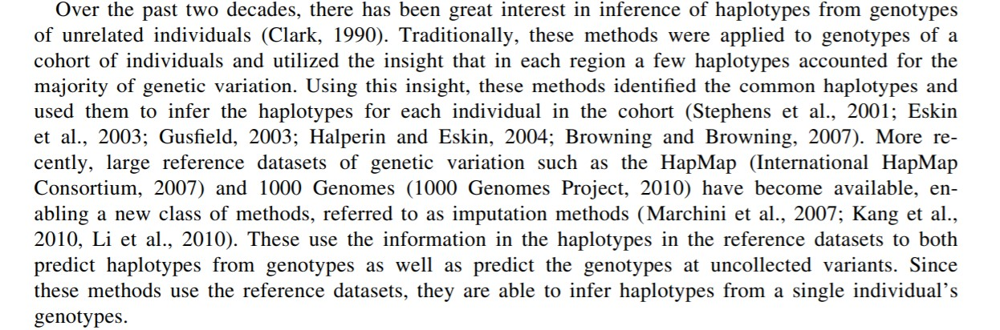 Over the past two decades, there has been great interest in inference of haplotypes from genotypes
of unrelated individuals (Clark, 1990). Traditionally, these methods were applied to genotypes of a
cohort of individuals and utilized the insight that in each region a few haplotypes accounted for the
majority of genetic variation. Using this insight, these methods identified the common haplotypes and
used them to infer the haplotypes for each individual in the cohort (Stephens et al., 2001; Eskin
et al., 2003; Gusfield, 2003; Halperin and Eskin, 2004; Browning and Browning, 2007). More re-
cently, large reference datasets of genetic variation such as the HapMap (International HapMap
Consortium, 2007) and 1000 Genomes (1000 Genomes Project, 2010) have become available, en-
abling a new class of methods, referred to as imputation methods (Marchini et al., 2007; Kang et al.,
2010, Li et al., 2010). These use the information in the haplotypes in the reference datasets to both
predict haplotypes from genotypes as well as predict the genotypes at uncollected variants. Since
these methods use the reference datasets, they are able to infer haplotypes from a single individual's
genotypes.